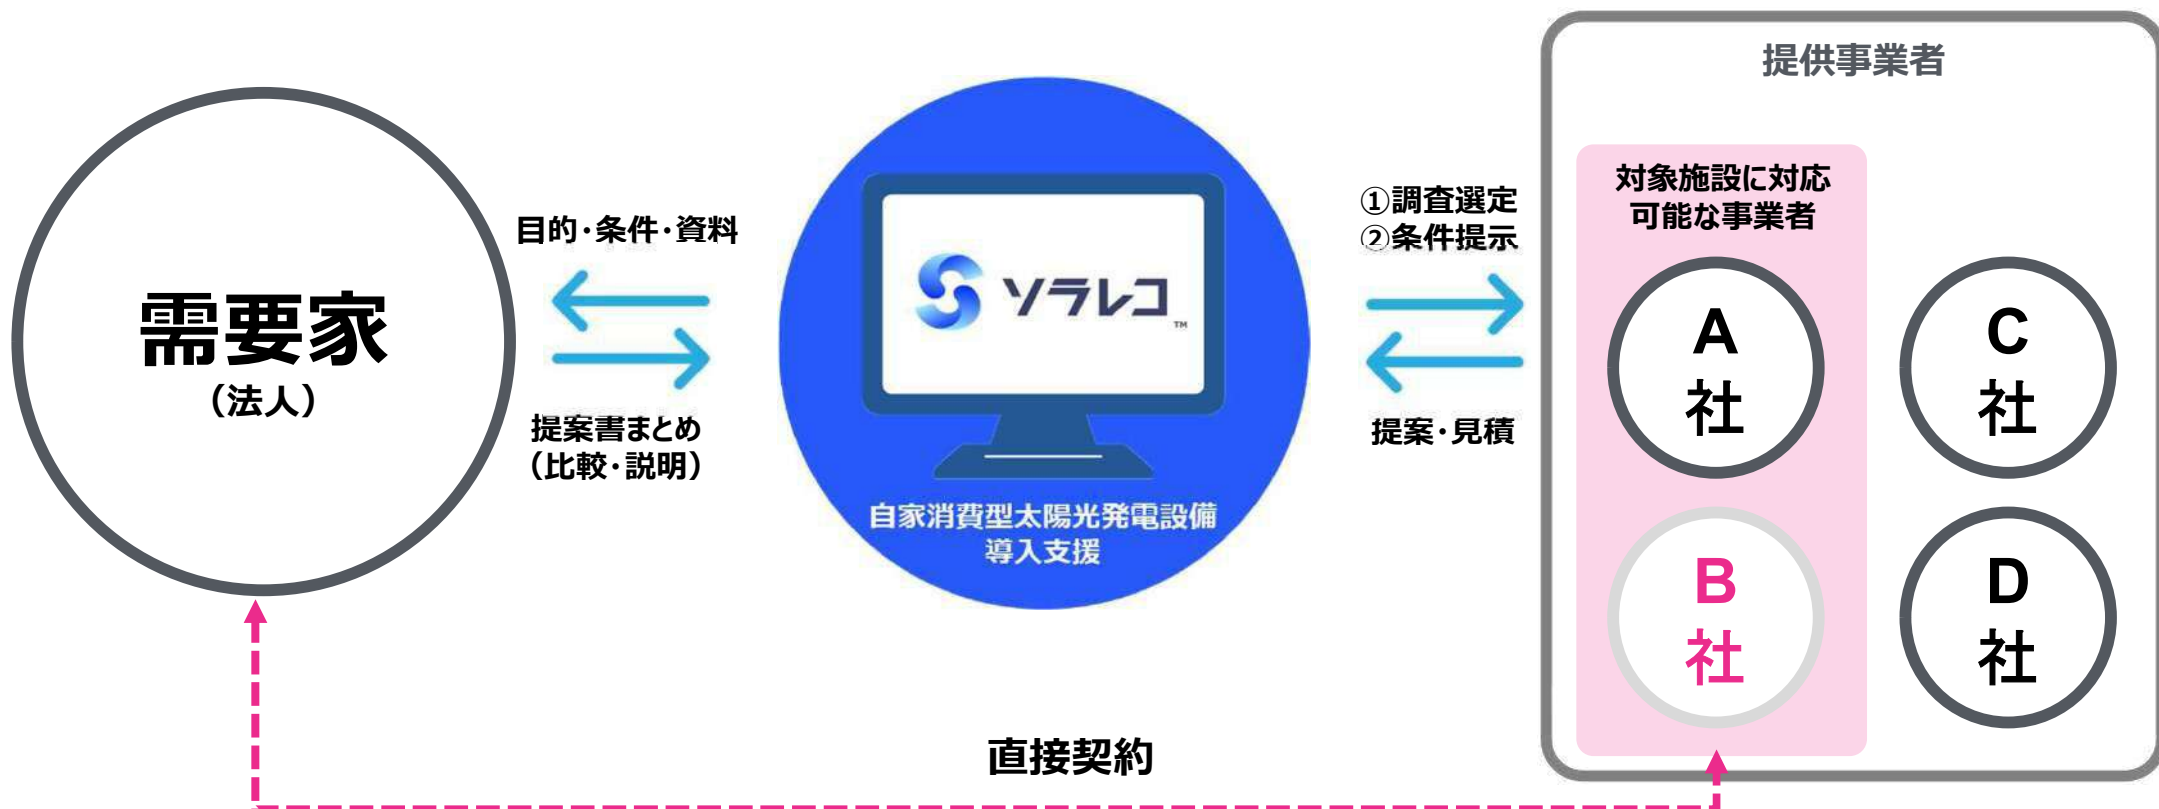 需要家
（法人）
目的・条件・資料
提案書まとめ
（比較・説明）
ソラレコ™
自家消費型太陽光発電設備
導入支援
①調査選定
②条件提示
提案・見積
提供事業者
対象施設に対応
可能な事業者
A
社
C
社
B
社
D
社
直接契約